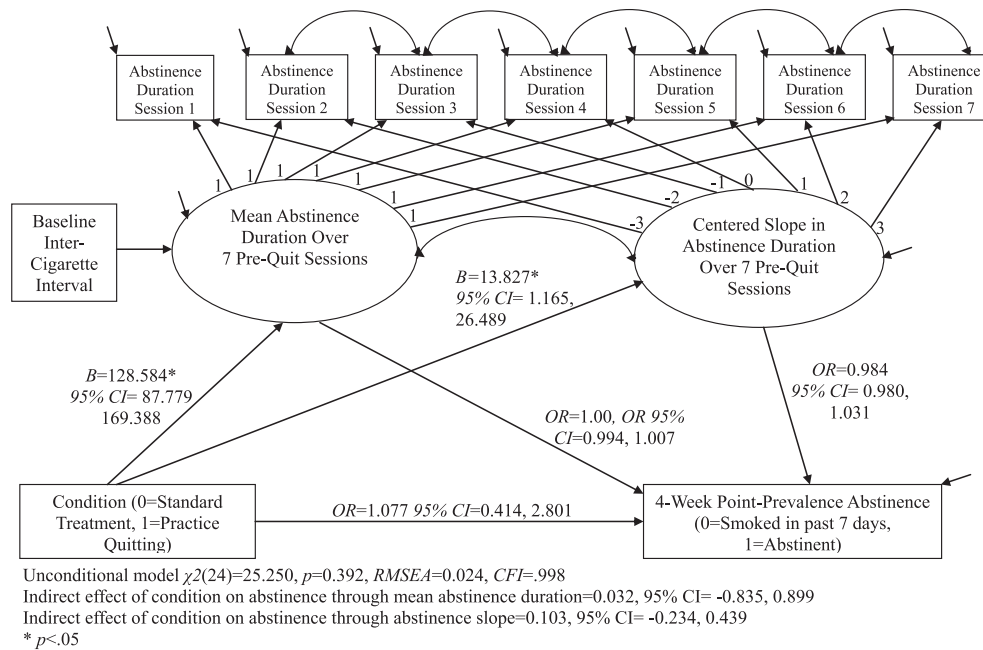 Abstinence
Duration
Session 1
Abstinence
Duration
Session 2
Abstinence
Duration
Session 3
Abstinence
Duration
Session 4
Abstinence
Duration
Session 5
Abstinence
Duration
Session 6
Abstinence
Duration
Session 7
1
1
1
1
1
1
1
-3
-2
-1
0
1
2
3
Baseline
Inter-
Cigarette
Interval
Mean Abstinence
Duration Over
7 Pre-Quit Sessions
Centered Slope in
Abstinence Duration
Over 7 Pre-Quit
Sessions
B=13.827*
95% CI= 1.165,
26.489
B=128.584*
95% CI= 87.779
169.388
OR=1.00, OR 95%
CI=0.994, 1.007
OR=0.984
95% CI= 0.980,
1.031
Condition (0=Standard
Treatment, 1=Practice
Quitting)
OR=1.077 95% CI=0.414, 2.801
4-Week Point-Prevalence Abstinence
(0=Smoked in past 7 days,
1=Abstinent)
Unconditional model χ2(24)=25.250, p=0.392, RMSEA=0.024, CFI=.998
Indirect effect of condition on abstinence through mean abstinence duration=0.032, 95% CI= -0.835, 0.899
Indirect effect of condition on abstinence through abstinence slope=0.103, 95% CI= -0.234, 0.439
* p<.05